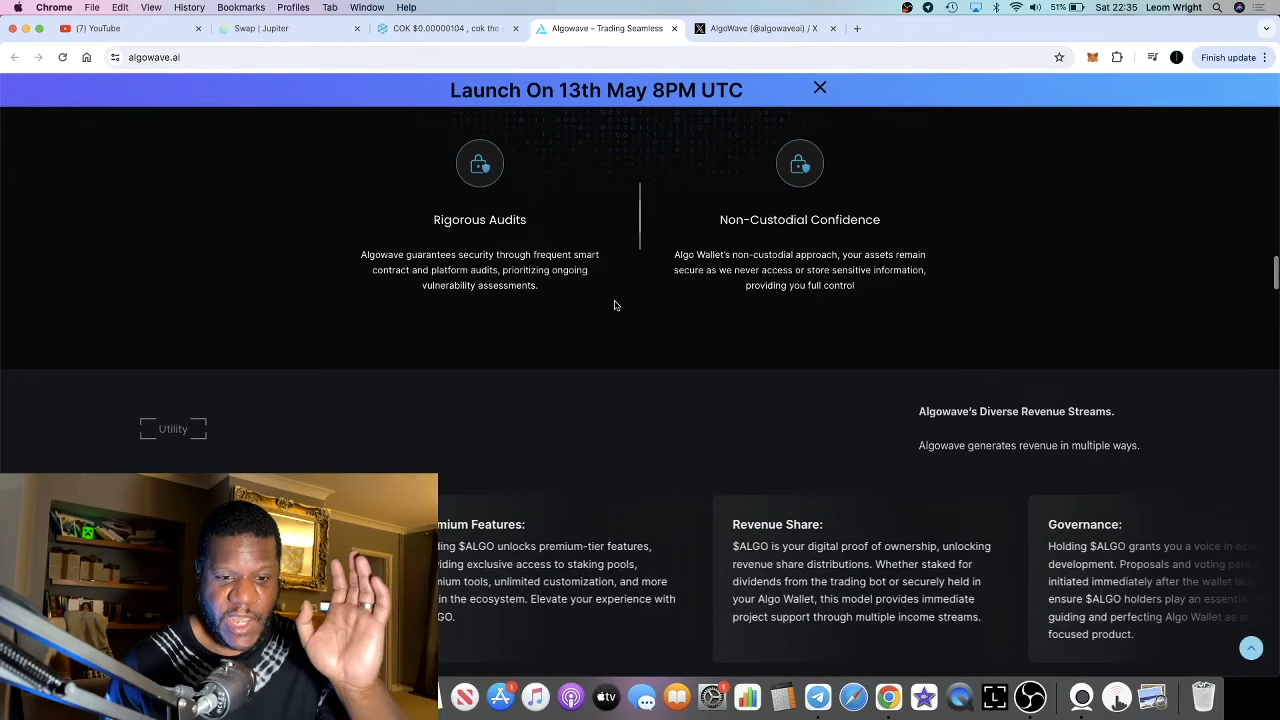 Chrome File Edit View History Bookmarks Profiles Tab Window Help
51% Sat 22:35 Leom Wright
(7) YouTube
Swap | Jupiter
COK $0.00000104 , cok tho
Algowave – Trading Seamless
AlgoWave (@algowaveai) / X
algowave.ai
Finish update
Launch On 13th May 8PM UTC
Rigorous Audits
Algowave guarantees security through frequent smart
contract and platform audits, prioritizing ongoing
vulnerability assessments.
Non-Custodial Confidence
Algo Wallet's non-custodial approach, your assets remain
secure as we never access or store sensitive information,
providing you full control
Utility
Algowave's Diverse Revenue Streams.
Algowave generates revenue in multiple ways.
mium Features:
ding $ALGO unlocks premium-tier features,
viding exclusive access to staking pools,
mium tools, unlimited customization, and more
in the ecosystem. Elevate your experience with
GO.
Revenue Share:
$ALGO is your digital proof of ownership, unlocking
revenue share distributions. Whether staked for
dividends from the trading bot or securely held in
your Algo Wallet, this model provides immediate
project support through multiple income streams.
Governance:
Holding $ALGO grants you a voice in
development. Proposals and voting
initiated immediately after the wallet
ensure $ALGO holders play an
guiding and perfecting Algo Wallet as
focused product.